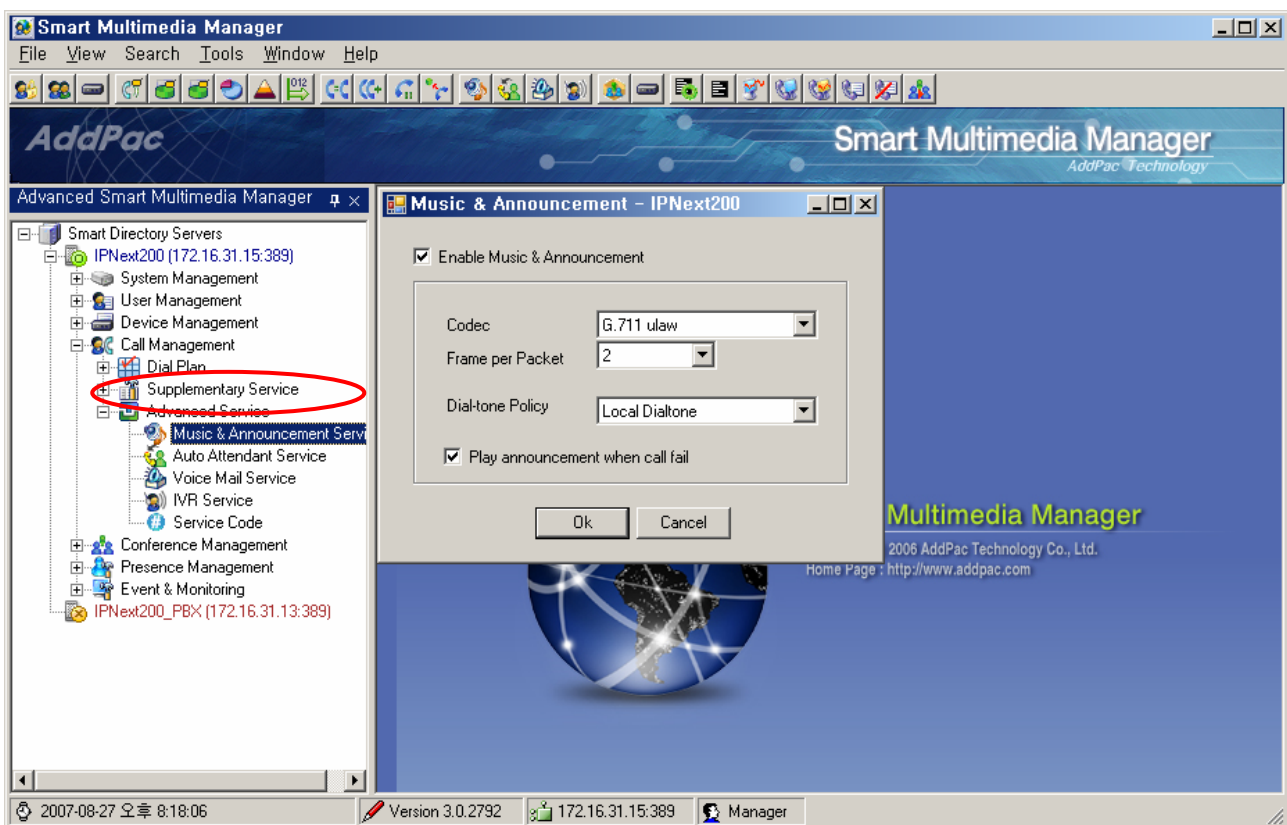 Smart Multimedia Manager
File View Search Tools Window Help
AddPac
Smart Multimedia Manager
AddPac Technology
Advanced Smart Multimedia Manager
Smart Directory Servers
IPNext200 (172.16.31.15:389)
System Management
User Management
Device Management
Call Management
Dial Plan
Supplementary Service
Advanced Service
Music & Announcement Servi
Auto Attendant Service
Voice Mail Service
IVR Service
Service Code
Conference Management
Presence Management
Event & Monitoring
IPNext200_PBX (172.16.31.13:389)
Music & Announcement - IPNext200
Enable Music & Announcement
Codec
G.711 ulaw
Frame per Packet
2
Dial-tone Policy
Local Dialtone
Play announcement when call fail
Ok
Cancel
Multimedia Manager
2006 AddPac Technology Co., Ltd.
Home Page : http://www.addpac.com
2007-08-27 오후 8:18:06
Version 3.0.2792
172.16.31.15:389
Manager